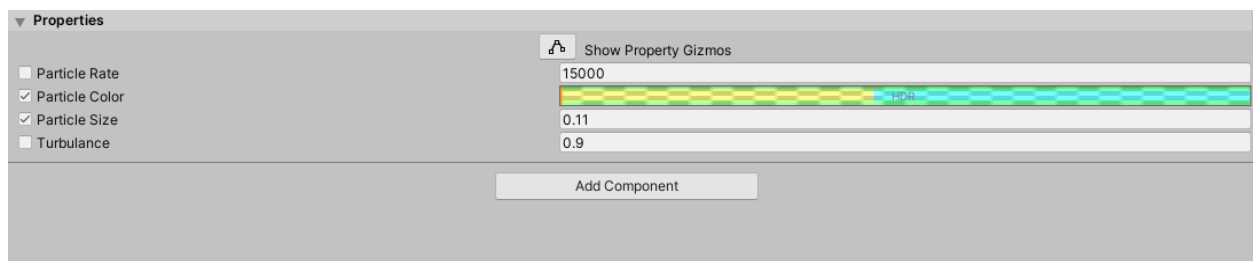 Properties
Show Property Gizmos
Particle Rate 15000
Particle Color HDR
Particle Size 0.11
Turbulance 0.9
Add Component